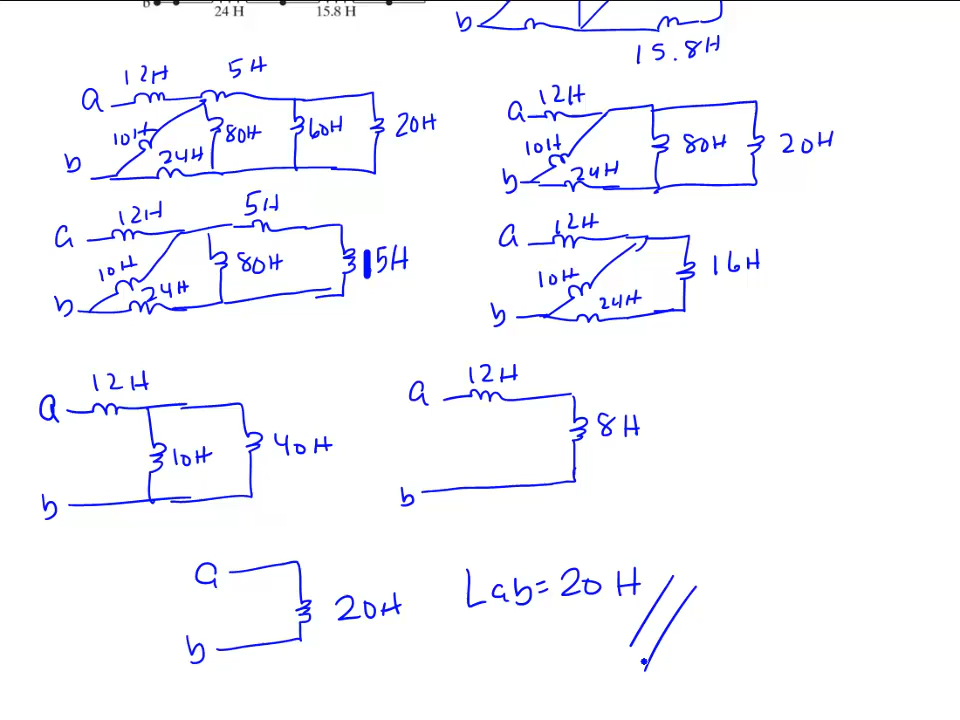 b 24 H 15.8 H
b 15.8H
12H 5H
a 10H 80H 60H 20H
b 24H
a 12H
10H 80H 20H
b 24H
12H 5H
a 10H 80H 15H
b 24H
a 12H
10H 16H
b 24H
12H
a 10H 40H
b
a 12H
8H
b
a
20H
b
Lab=20 H